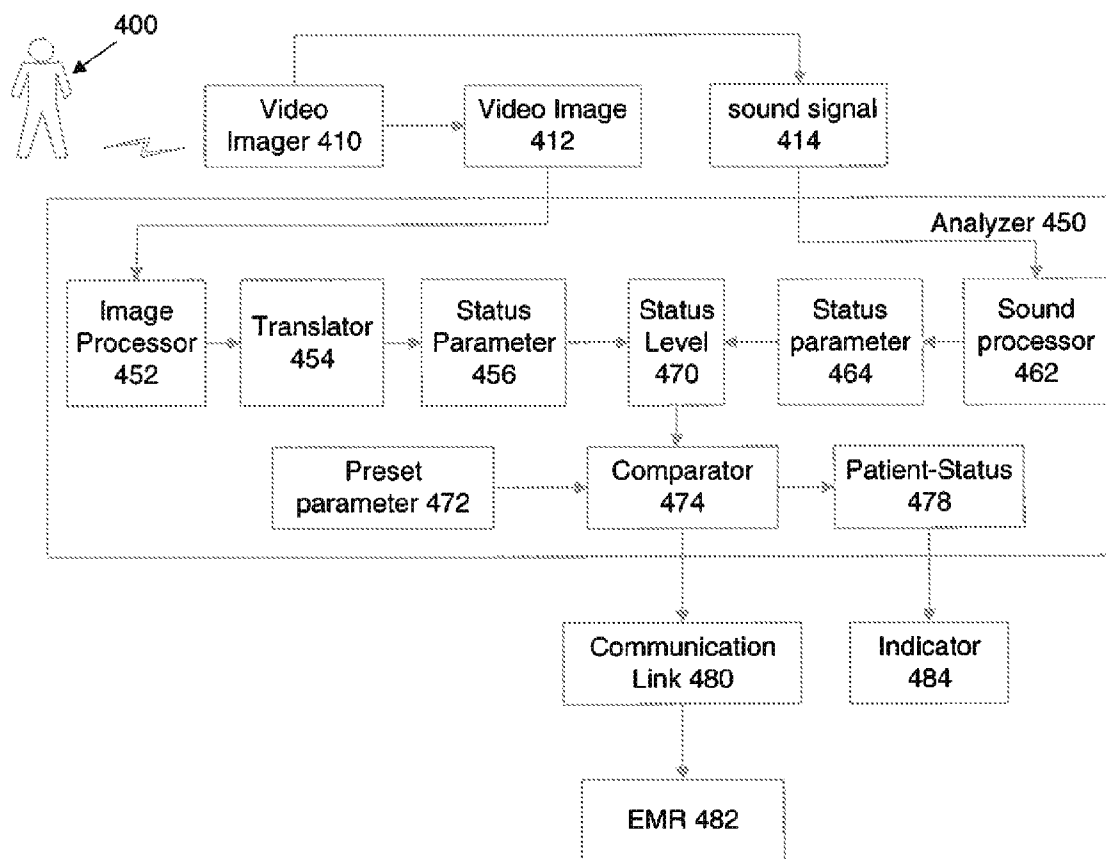 400
Video
Imager 410
Video Image
412
sound signal
414
Analyzer 450
Image
Processor
452
Translator
454
Status
Parameter
456
Status
Level
470
Status
parameter
464
Sound
processor
462
Preset
parameter 472
Comparator
474
Patient-Status
478
Communication
Link 480
Indicator
484
EMR 482